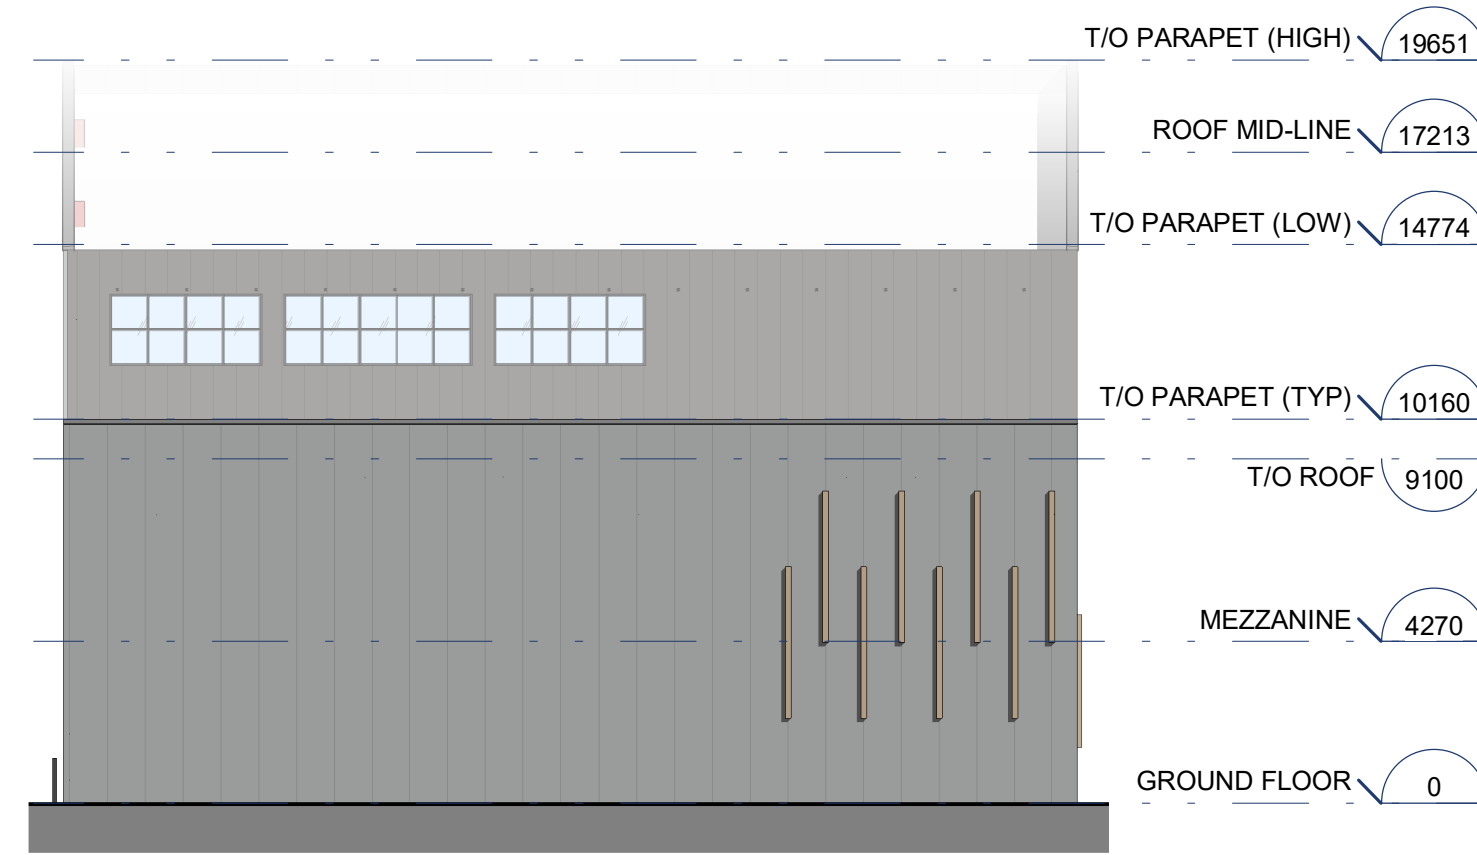 T/O PARAPET (HIGH) 19651
ROOF MID-LINE 17213
T/O PARAPET (LOW) 14774
T/O PARAPET (TYP) 10160
T/O ROOF 9100
MEZZANINE 4270
GROUND FLOOR 0